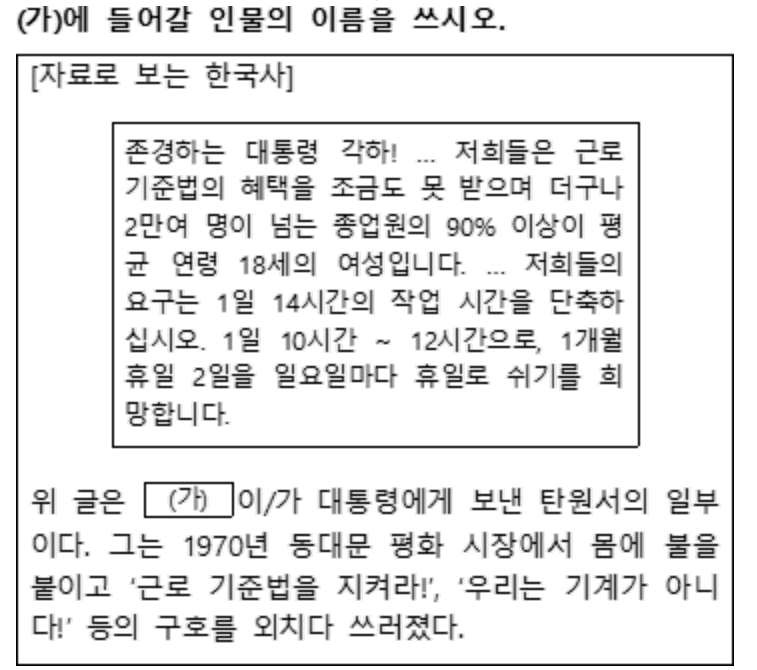 (가)에 들어갈 인물의 이름을 쓰시오.
[자료로 보는 한국사]
존경하는 대통령 각하! ... 저희들은 근로
기준법의 혜택을 조금도 못 받으며 더구나
2만여 명이 넘는 종업원의 90% 이상이 평
균 연령 18세의 여성입니다. ... 저희들의
요구는 1일 14시간의 작업 시간을 단축하
십시오. 1일 10시간 ~ 12시간으로, 1개월
휴일 2일을 일요일마다 휴일로 쉬기를 희
망합니다.
위 글은 (가) 이/가 대통령에게 보낸 탄원서의 일부
이다. 그는 1970년 동대문 평화 시장에서 몸에 불을
붙이고 '근로 기준법을 지켜라!', '우리는 기계가 아니
다!' 등의 구호를 외치다 쓰러졌다.